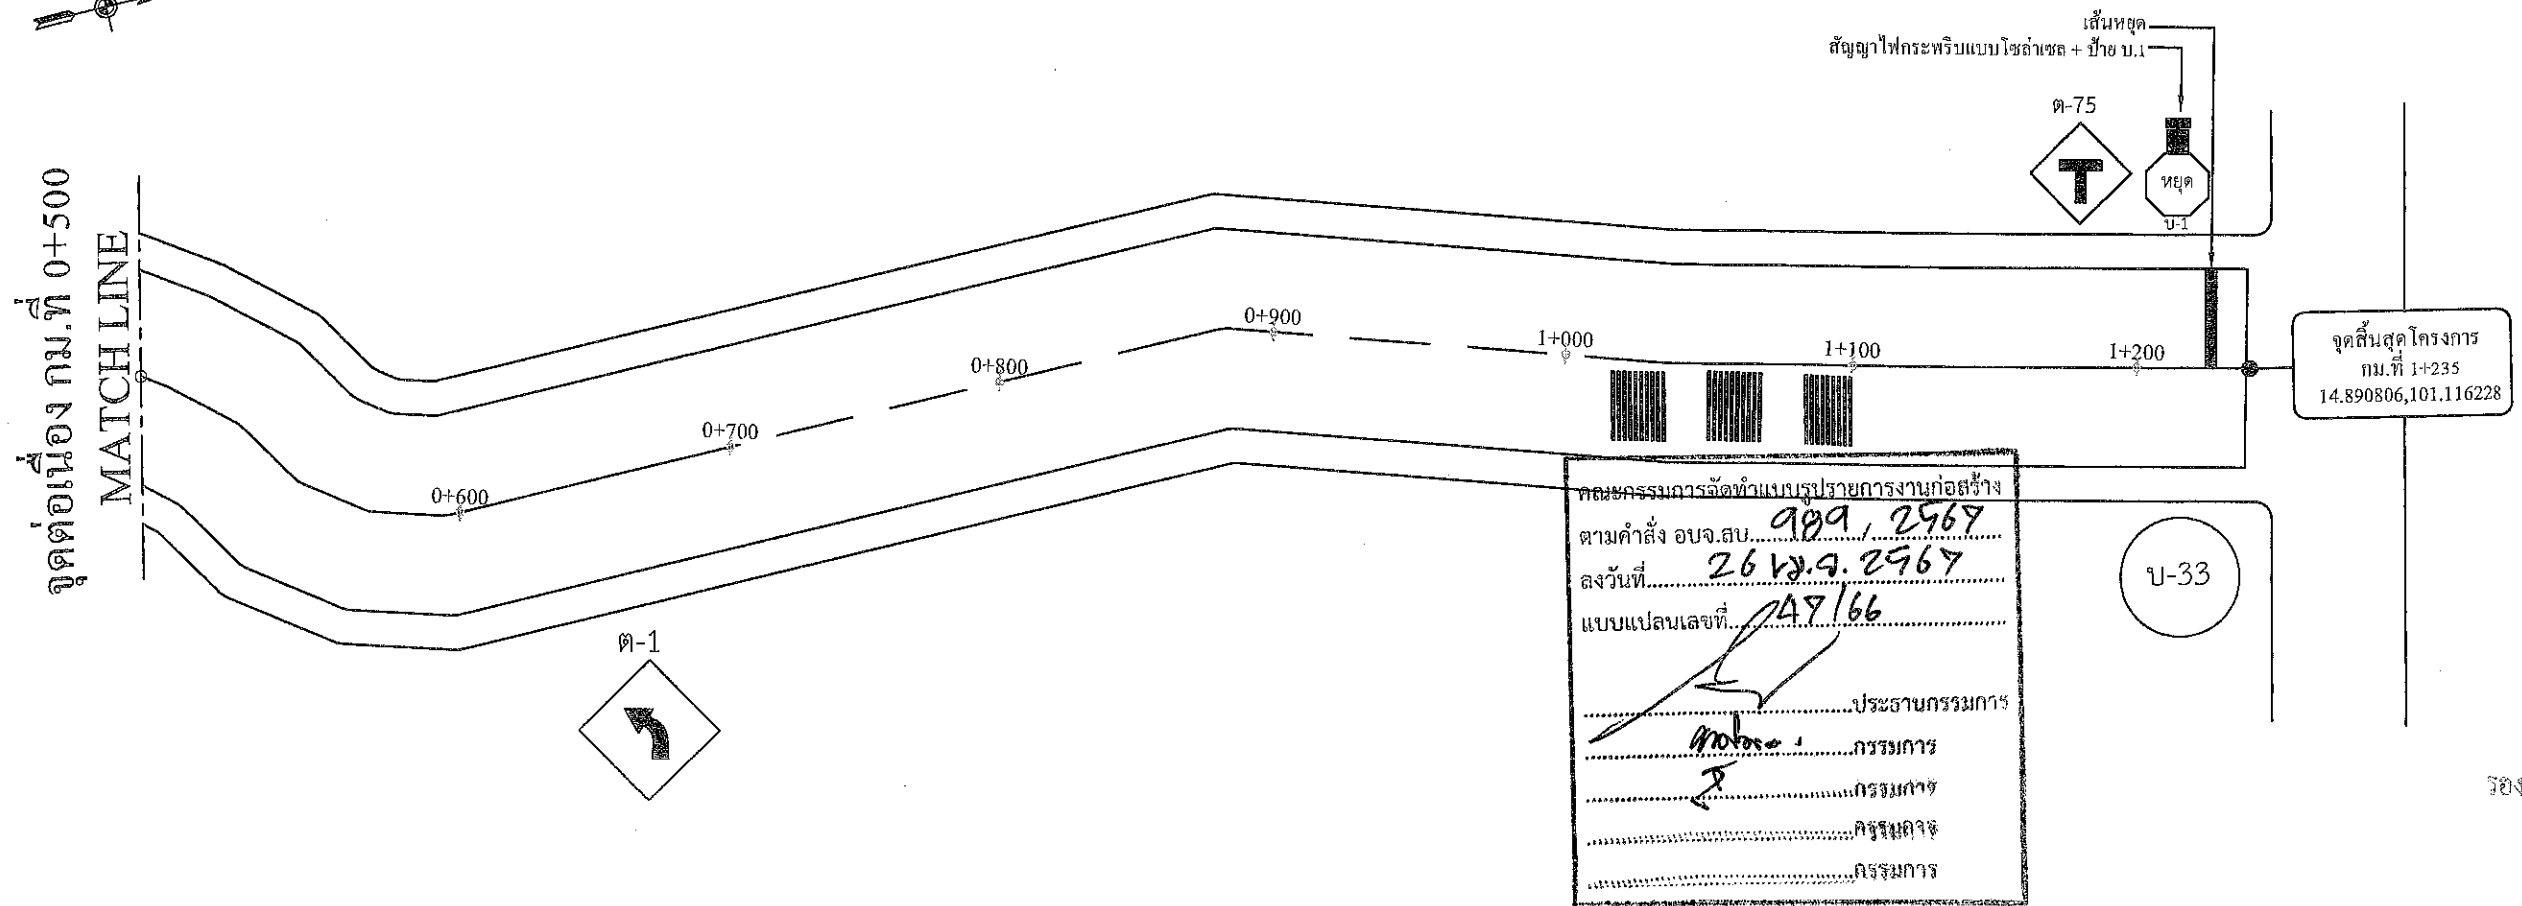 เส้นหยุด
สัญญาไฟกระพริบแบบโซล่าเซล + ป้าย บ.1
ต-75
หยุด
บ-1
จุดต่อเนื่อง กม.ที่ 0+500
MATCH LINE
0+600
0+700
0+800
0+900
1+000
1+100
1+200
จุดสิ้นสุดโครงการ
กม.ที่ 1+235
14.890806,101.116228
ต-1
บ-33
คณะกรรมการจัดทำแบบรูปรายการงานก่อสร้าง
ตามคำสั่ง อบจ.สบ. / 2567
ลงวันที่ 26 พ.ย. 2567
แบบแปลนเลขที่ 47/66
ประธานกรรมการ
กรรมการ
กรรมการ
กรรมการ
กรรมการ
รอง